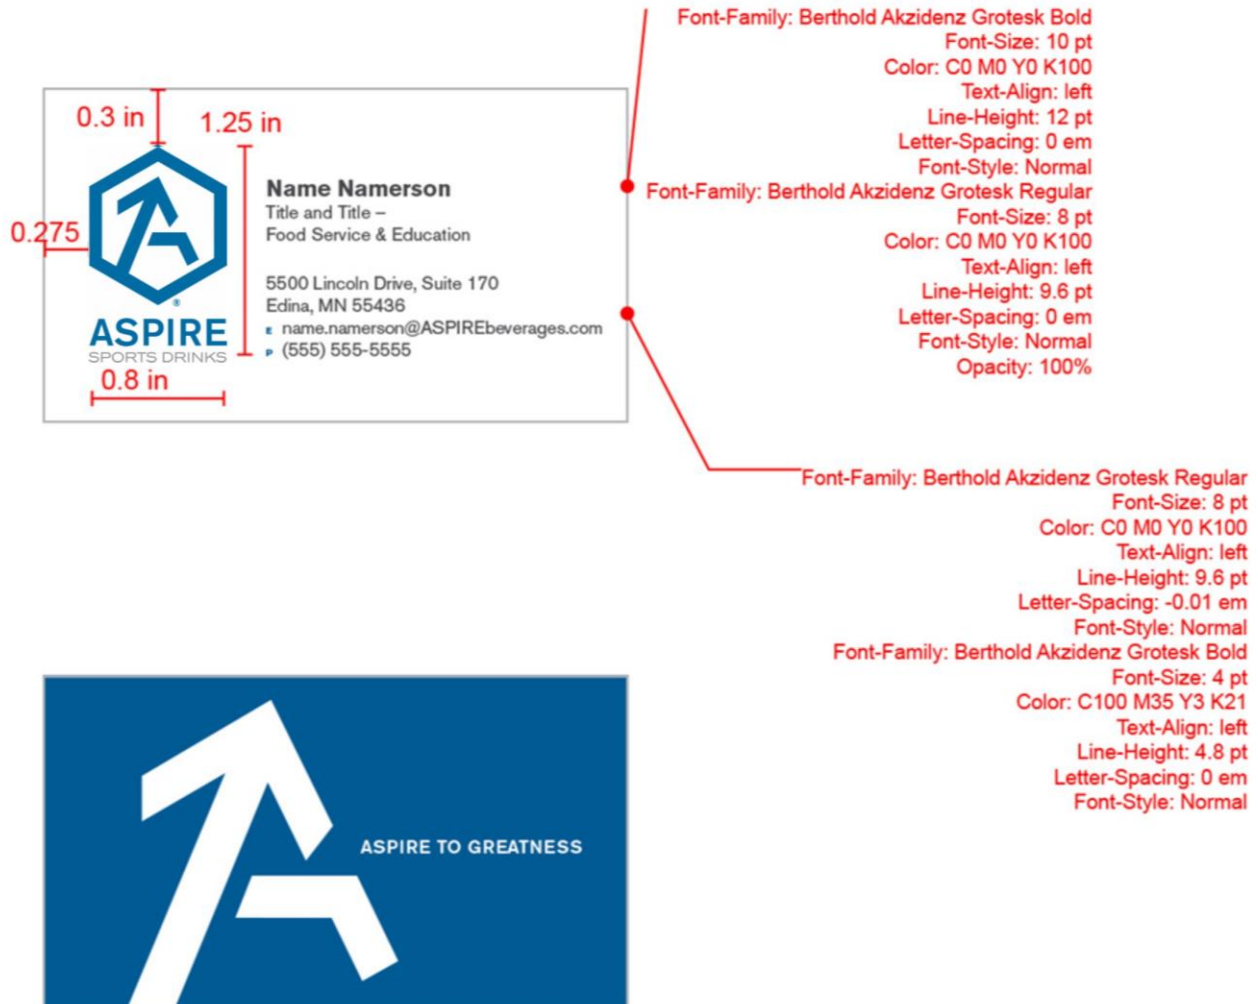 Font-Family: Berthold Akzidenz Grotesk Bold
Font-Size: 10 pt
Color: C0 M0 Y0 K100
Text-Align: left
Line-Height: 12 pt
Letter-Spacing: 0 em
Font-Style: Normal
Font-Family: Berthold Akzidenz Grotesk Regular
Font-Size: 8 pt
Color: C0 M0 Y0 K100
Text-Align: left
Line-Height: 9.6 pt
Letter-Spacing: 0 em
Font-Style: Normal
Opacity: 100%
0.3 in
1.25 in
0.275
0.8 in
®
ASPIRE
SPORTS DRINKS
Name Namerson
Title and Title –
Food Service & Education
5500 Lincoln Drive, Suite 170
Edina, MN 55436
E name.namerson@ASPIREbeverages.com
P (555) 555-5555
Font-Family: Berthold Akzidenz Grotesk Regular
Font-Size: 8 pt
Color: C0 M0 Y0 K100
Text-Align: left
Line-Height: 9.6 pt
Letter-Spacing: -0.01 em
Font-Style: Normal
Font-Family: Berthold Akzidenz Grotesk Bold
Font-Size: 4 pt
Color: C100 M35 Y3 K21
Text-Align: left
Line-Height: 4.8 pt
Letter-Spacing: 0 em
Font-Style: Normal
ASPIRE TO GREATNESS